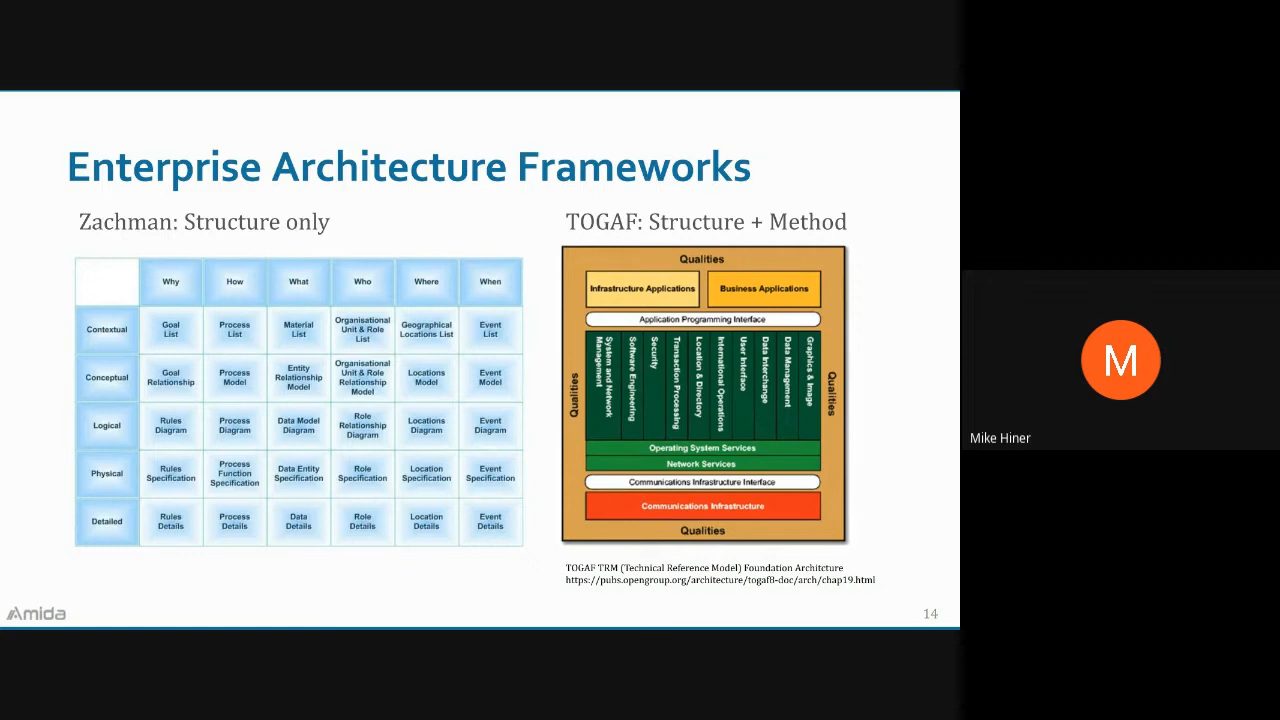 Enterprise Architecture Frameworks
Zachman: Structure only
Why How What Who Where When
Contextual
Goal
List
Process
List
Material
List
Organisational
Unit & Role
List
Geographical
Locations List
Event
List
Conceptual
Goal
Relationship
Process
Model
Entity
Relationship
Model
Organisational
Unit & Role
Relationship
Model
Locations
Model
Event
Model
Logical
Rules
Diagram
Process
Diagram
Data Model
Diagram
Role
Relationship
Diagram
Locations
Diagram
Event
Diagram
Physical
Rules
Specification
Process
Function
Specification
Data Entity
Specification
Role
Specification
Location
Specification
Event
Specification
Detailed
Rules
Details
Process
Details
Data
Details
Role
Details
Location
Details
Event
Details
TOGAF: Structure + Method
Qualities
Infrastructure Applications
Business Applications
Application Programming Interface
Qualities
System and Network
Management
Software Engineering
Security
Transaction Processing
Location & Directory
International Operations
User Interface
Data Interchange
Data Management
Graphics & Image
Qualities
Operating System Services
Network Services
Communications Infrastructure Interface
Communications Infrastructure
Qualities
TOGAF TRM (Technical Reference Model) Foundation Architcture
https://pubs.opengroup.org/architecture/togaf8-doc/arch/chap19.html
Amida
14
M
Mike Hiner